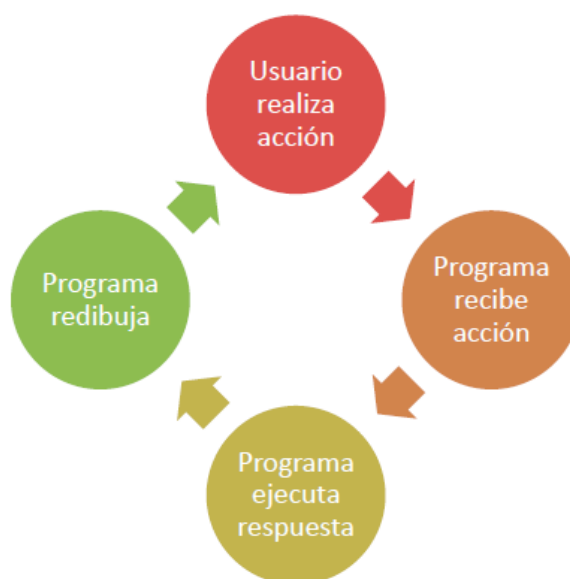 Usuario
realiza
acción
Programa
recibe
acción
Programa
ejecuta
respuesta
Programa
redibuja